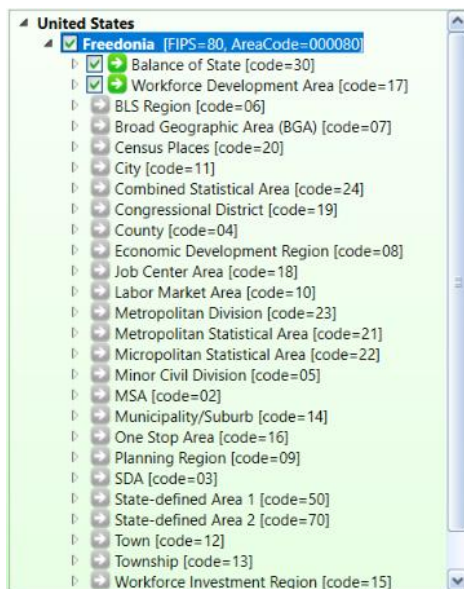 United States
Freedonia [FIPS=80, AreaCode=000080]
Balance of State [code=30]
Workforce Development Area [code=17]
BLS Region [code=06]
Broad Geographic Area (BGA) [code=07]
Census Places [code=20]
City [code=11]
Combined Statistical Area [code=24]
Congressional District [code=19]
County [code=04]
Economic Development Region [code=08]
Job Center Area [code=18]
Labor Market Area [code=10]
Metropolitan Division [code=23]
Metropolitan Statistical Area [code=21]
Micropolitan Statistical Area [code=22]
Minor Civil Division [code=05]
MSA [code=02]
Municipality/Suburb [code=14]
One Stop Area [code=16]
Planning Region [code=09]
SDA [code=03]
State-defined Area 1 [code=50]
State-defined Area 2 [code=70]
Town [code=12]
Township [code=13]
Workforce Investment Region [code=15]